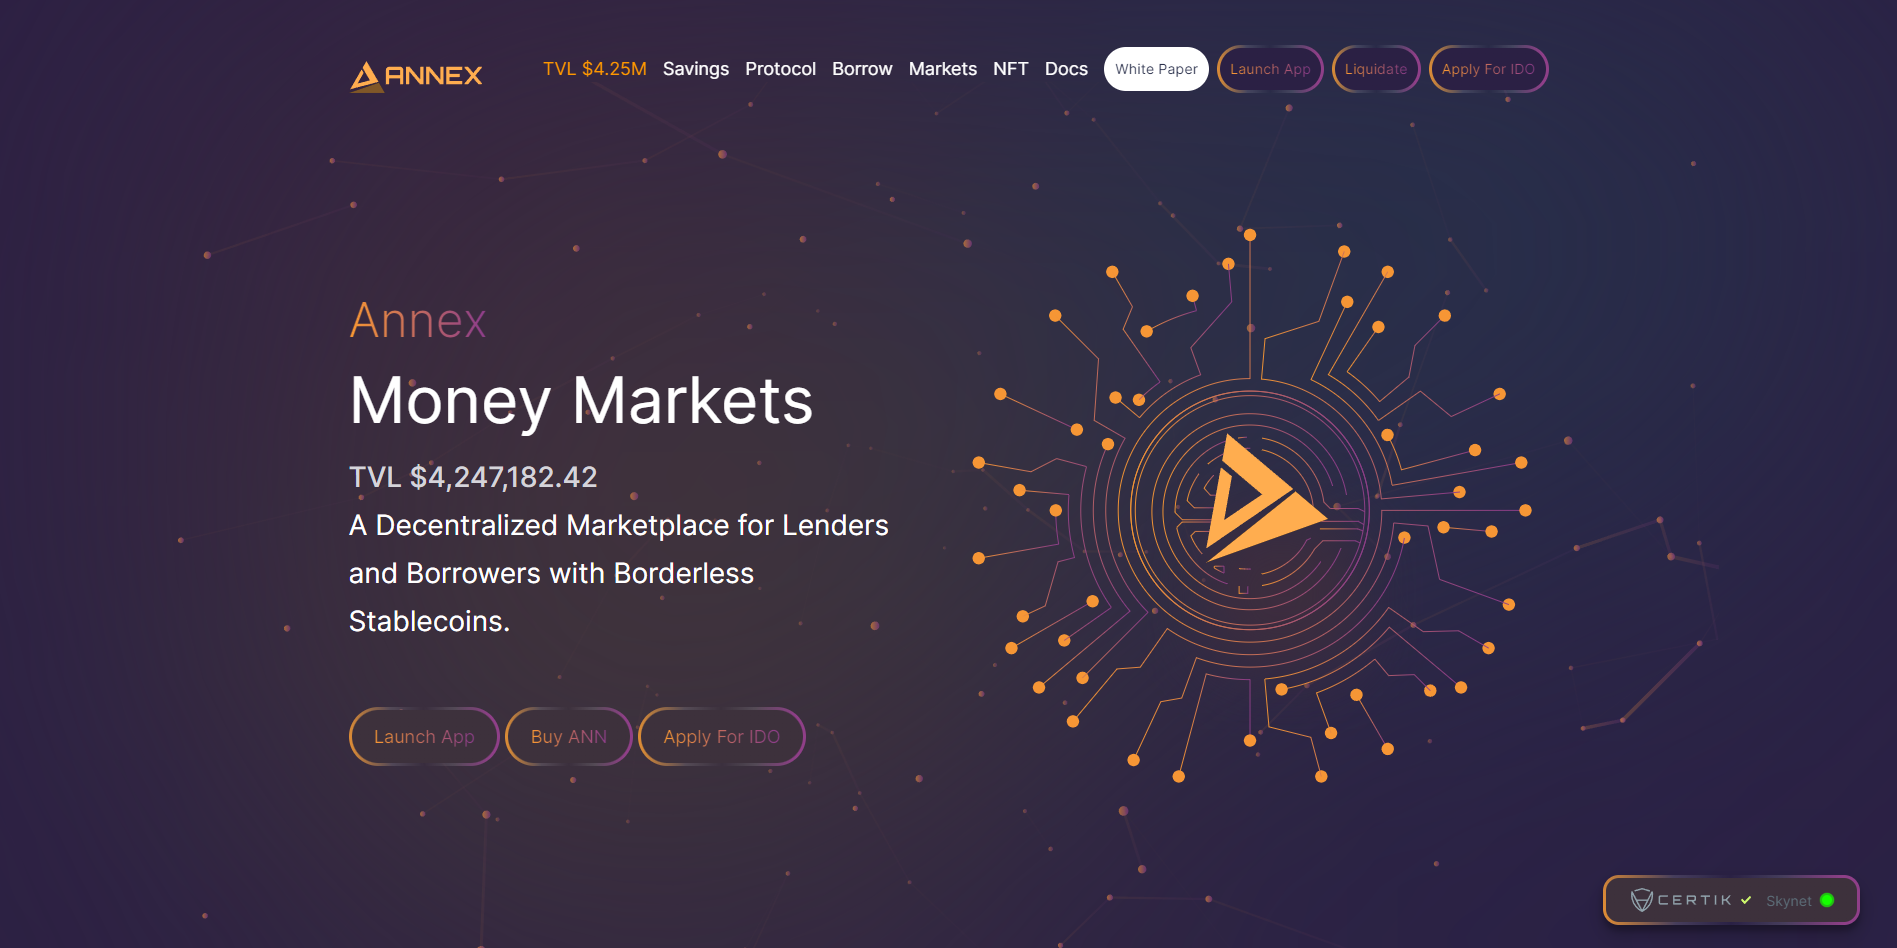 ANNEX
TVL $4.25M Savings Protocol Borrow Markets NFT Docs White Paper Launch App Liquidate Apply For IDO
Annex
Money Markets
TVL $4,247,182.42
A Decentralized Marketplace for Lenders
and Borrowers with Borderless
Stablecoins.
Launch App Buy ANN Apply For IDO
CERTIK Skynet